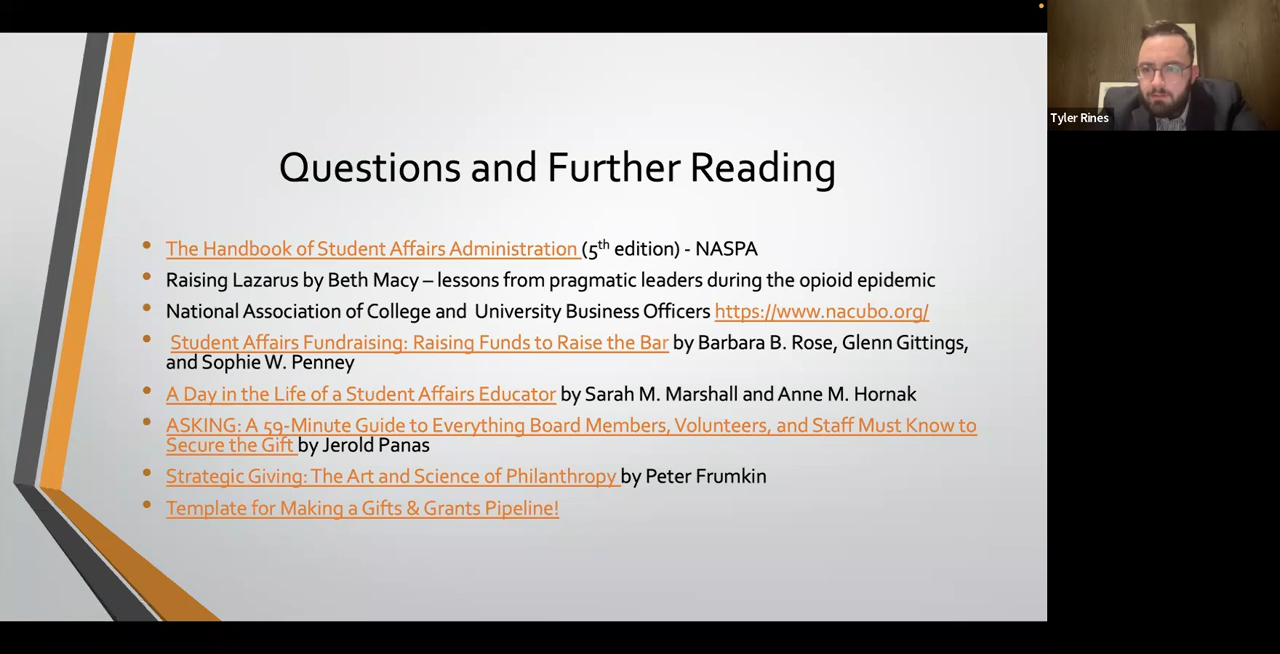 Questions and Further Reading
• The Handbook of Student Affairs Administration (5th edition) - NASPA
• Raising Lazarus by Beth Macy – lessons from pragmatic leaders during the opioid epidemic
• National Association of College and University Business Officers https://www.nacubo.org/
• Student Affairs Fundraising: Raising Funds to Raise the Bar by Barbara B. Rose, Glenn Gittings,
and Sophie W. Penney
• A Day in the Life of a Student Affairs Educator by Sarah M. Marshall and Anne M. Hornak
• ASKING: A 59-Minute Guide to Everything Board Members, Volunteers, and Staff Must Know to
Secure the Gift by Jerold Panas
• Strategic Giving: The Art and Science of Philanthropy by Peter Frumkin
• Template for Making a Gifts & Grants Pipeline!
Tyler Rines